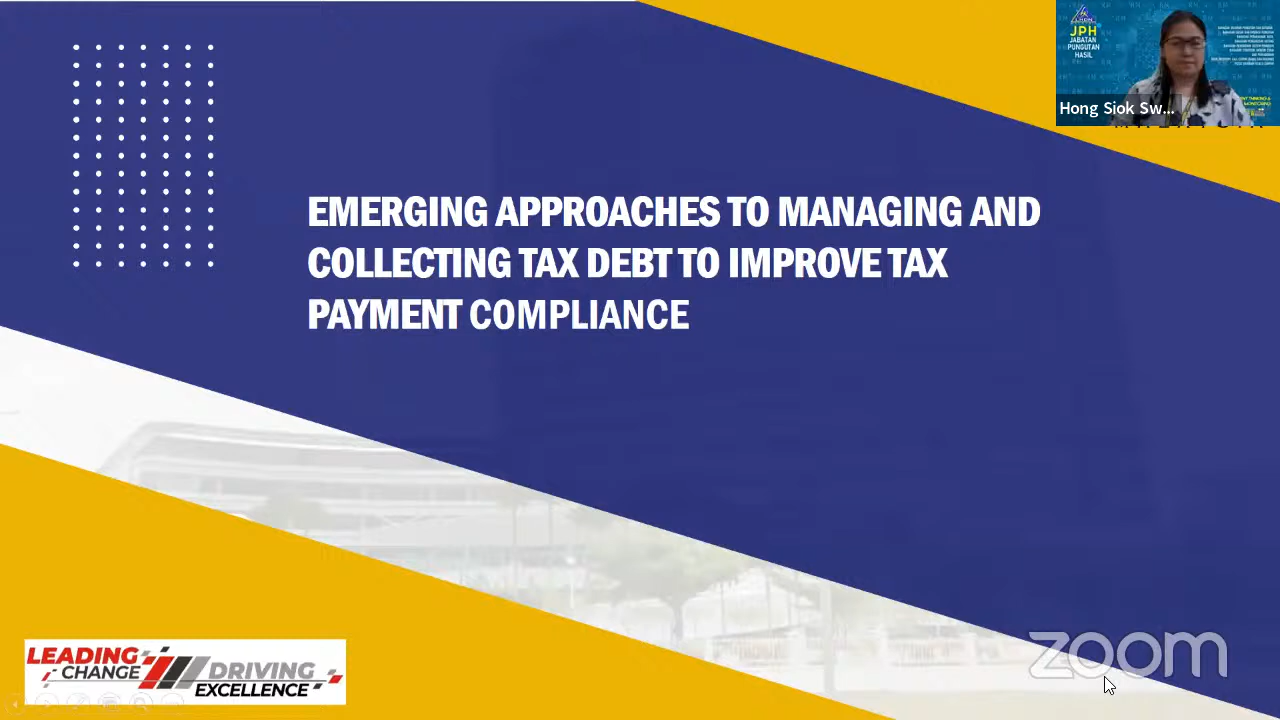 EMERGING APPROACHES TO MANAGING AND
COLLECTING TAX DEBT TO IMPROVE TAX
PAYMENT COMPLIANCE
JPH
JABATAN
PUNGUTAN
HASIL
Hong Siok Sw...
LEADING
CHANGE
DRIVING
EXCELLENCE
zoom